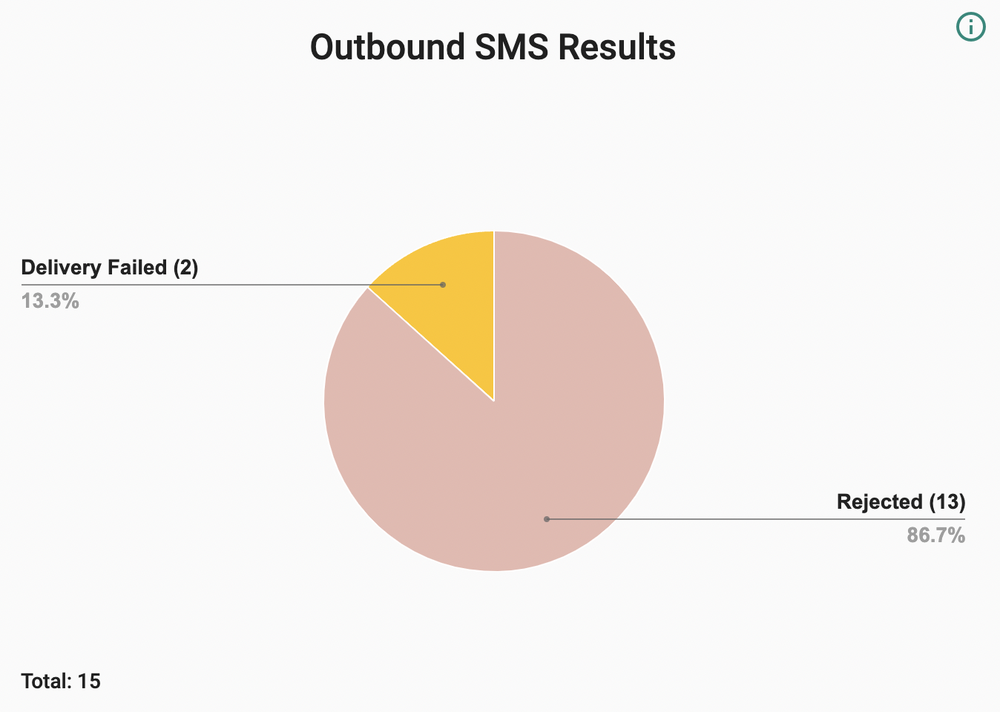 Outbound SMS Results
Delivery Failed (2)
13.3%
Rejected (13)
86.7%
Total: 15